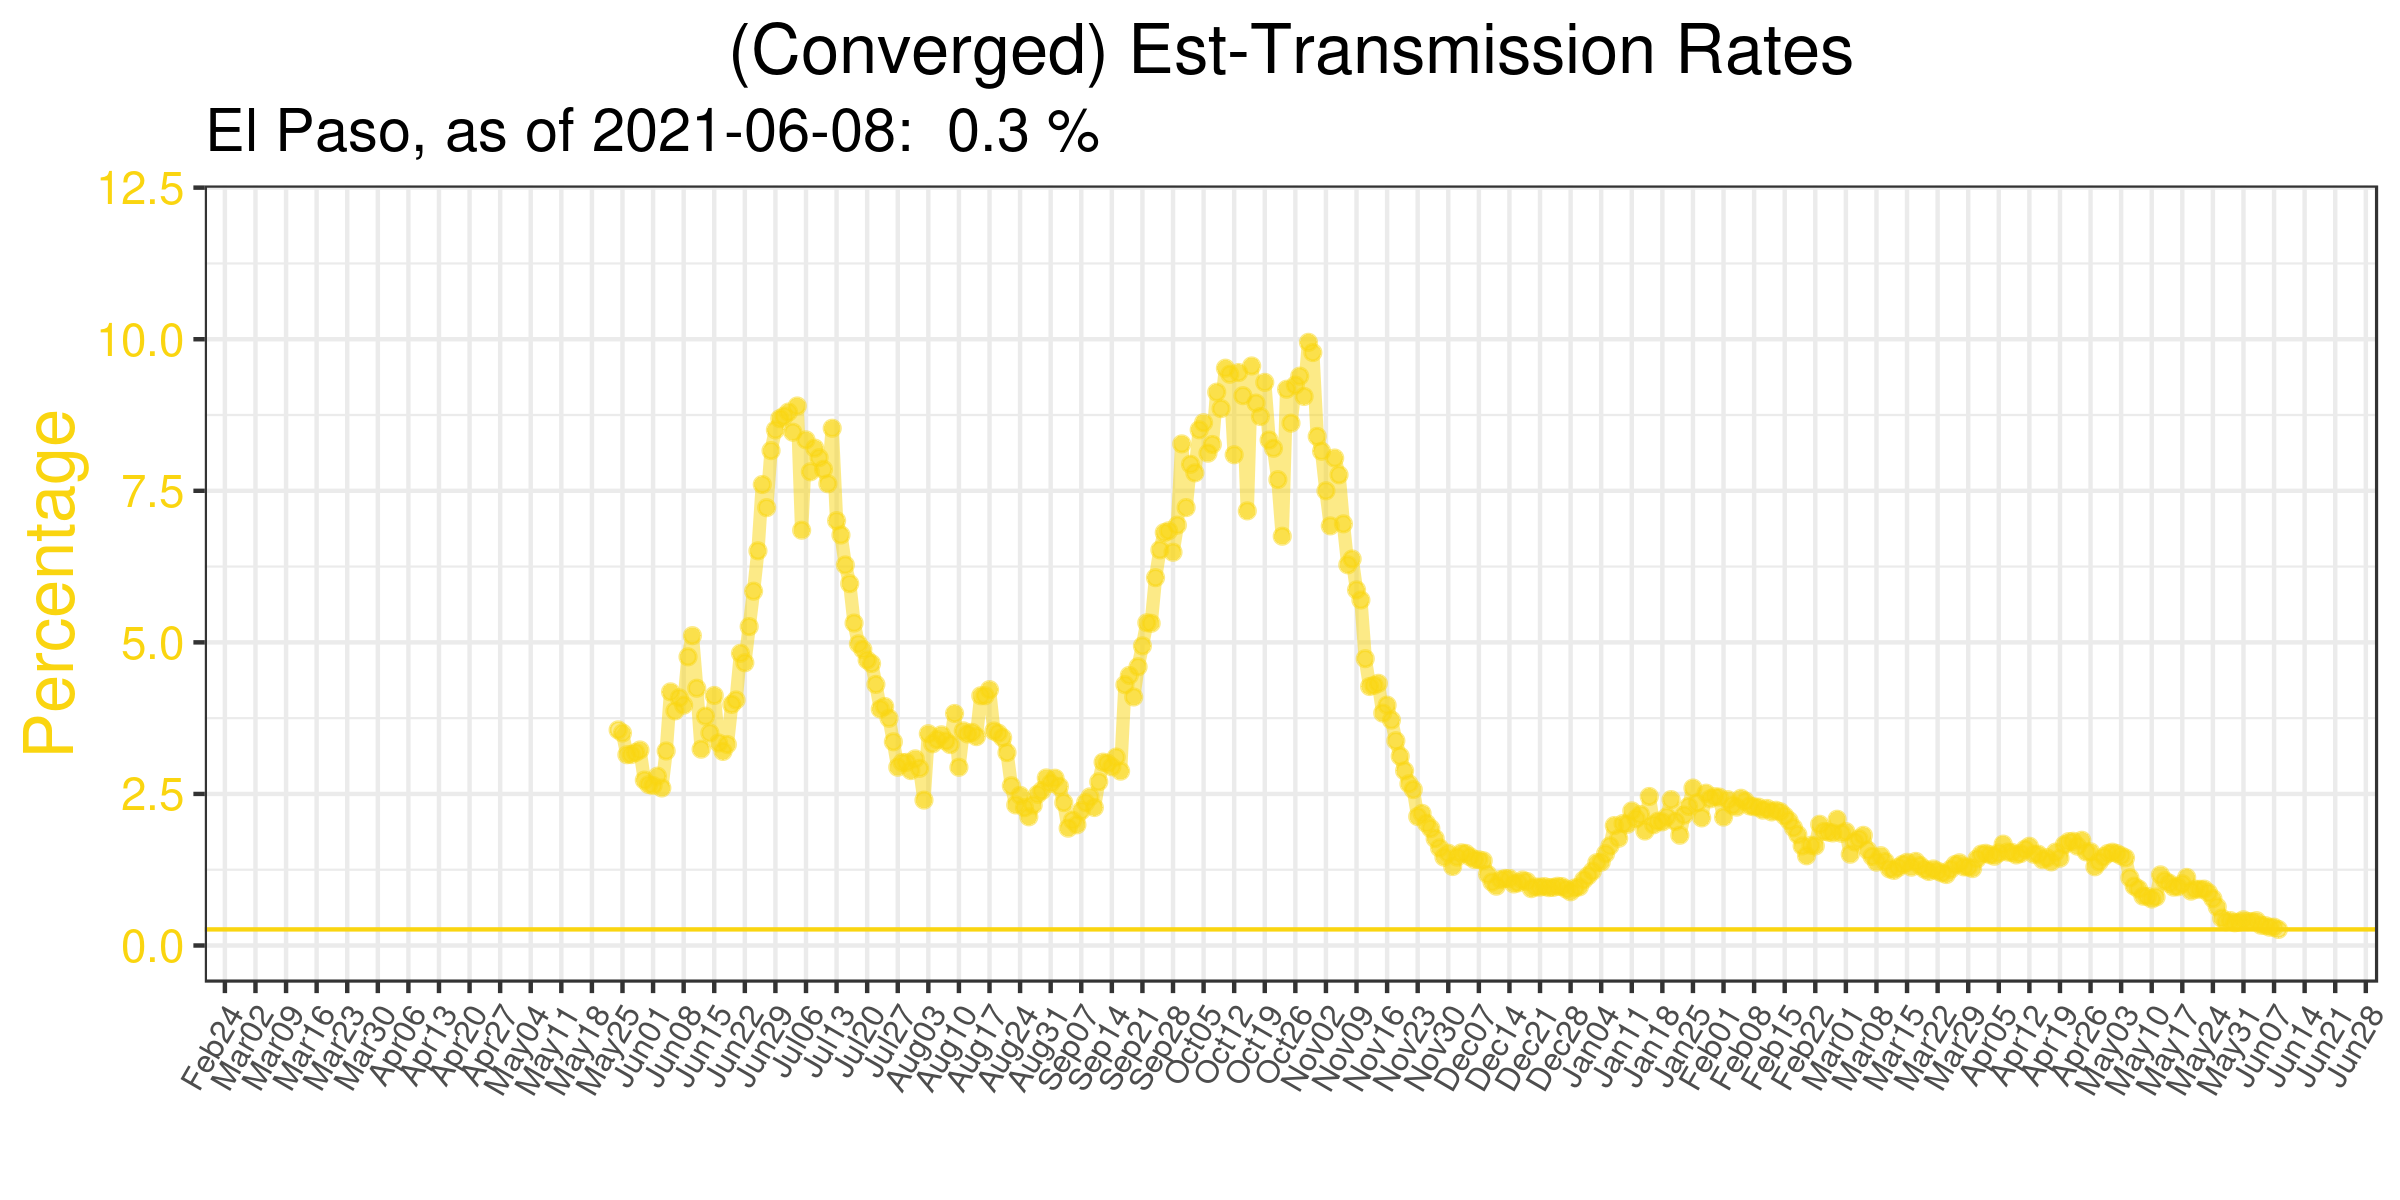 (Converged) Est-Transmission Rates
El Paso, as of 2021-06-08:  0.3 %
Percentage
12.5
10.0
7.5
5.0
2.5
0.0
Feb24
Mar02
Mar09
Mar16
Mar23
Mar30
Apr06
Apr13
Apr20
Apr27
May04
May11
May18
May25
Jun01
Jun08
Jun15
Jun22
Jun29
Jul06
Jul13
Jul20
Jul27
Aug03
Aug10
Aug17
Aug24
Aug31
Sep07
Sep14
Sep21
Sep28
Oct05
Oct12
Oct19
Oct26
Nov02
Nov09
Nov16
Nov23
Nov30
Dec07
Dec14
Dec21
Dec28
Jan04
Jan11
Jan18
Jan25
Feb01
Feb08
Feb15
Feb22
Mar01
Mar08
Mar15
Mar22
Mar29
Apr05
Apr12
Apr19
Apr26
May03
May10
May17
May24
May31
Jun07
Jun14
Jun21
Jun28